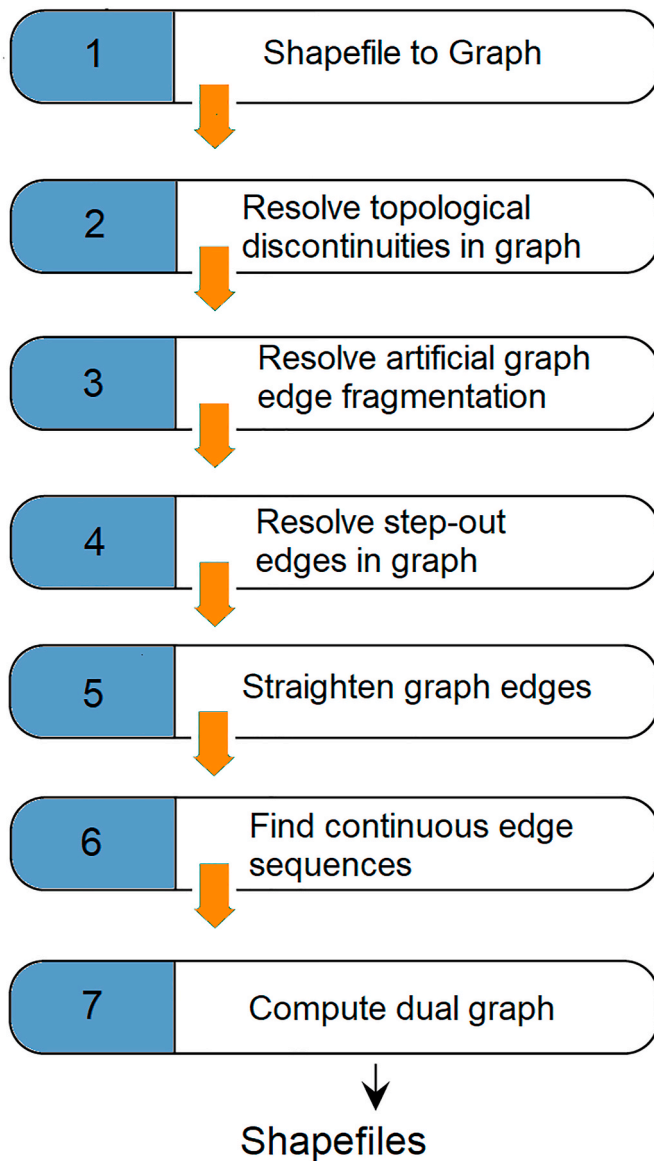 1
Shapefile to Graph
2
Resolve topological
discontinuities in graph
3
Resolve artificial graph
edge fragmentation
4
Resolve step-out
edges in graph
5
Straighten graph edges
6
Find continuous edge
sequences
7
Compute dual graph
Shapefiles